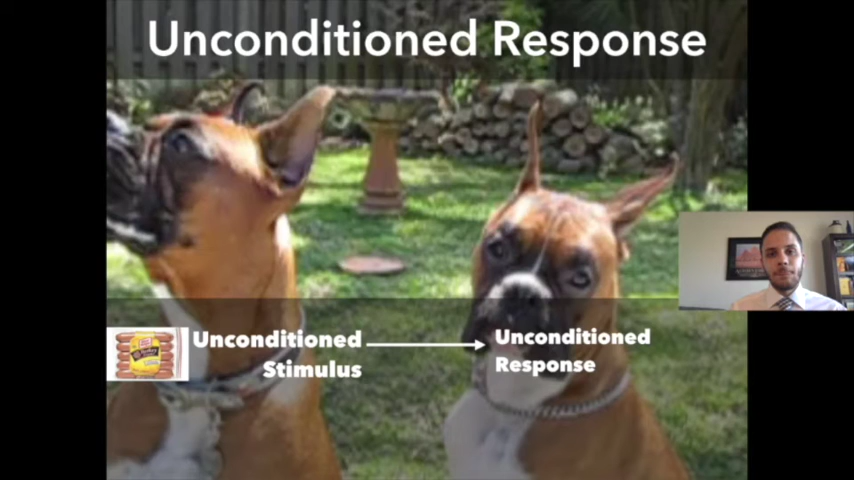 Unconditioned Response
Unconditioned
Stimulus
Unconditioned
Response